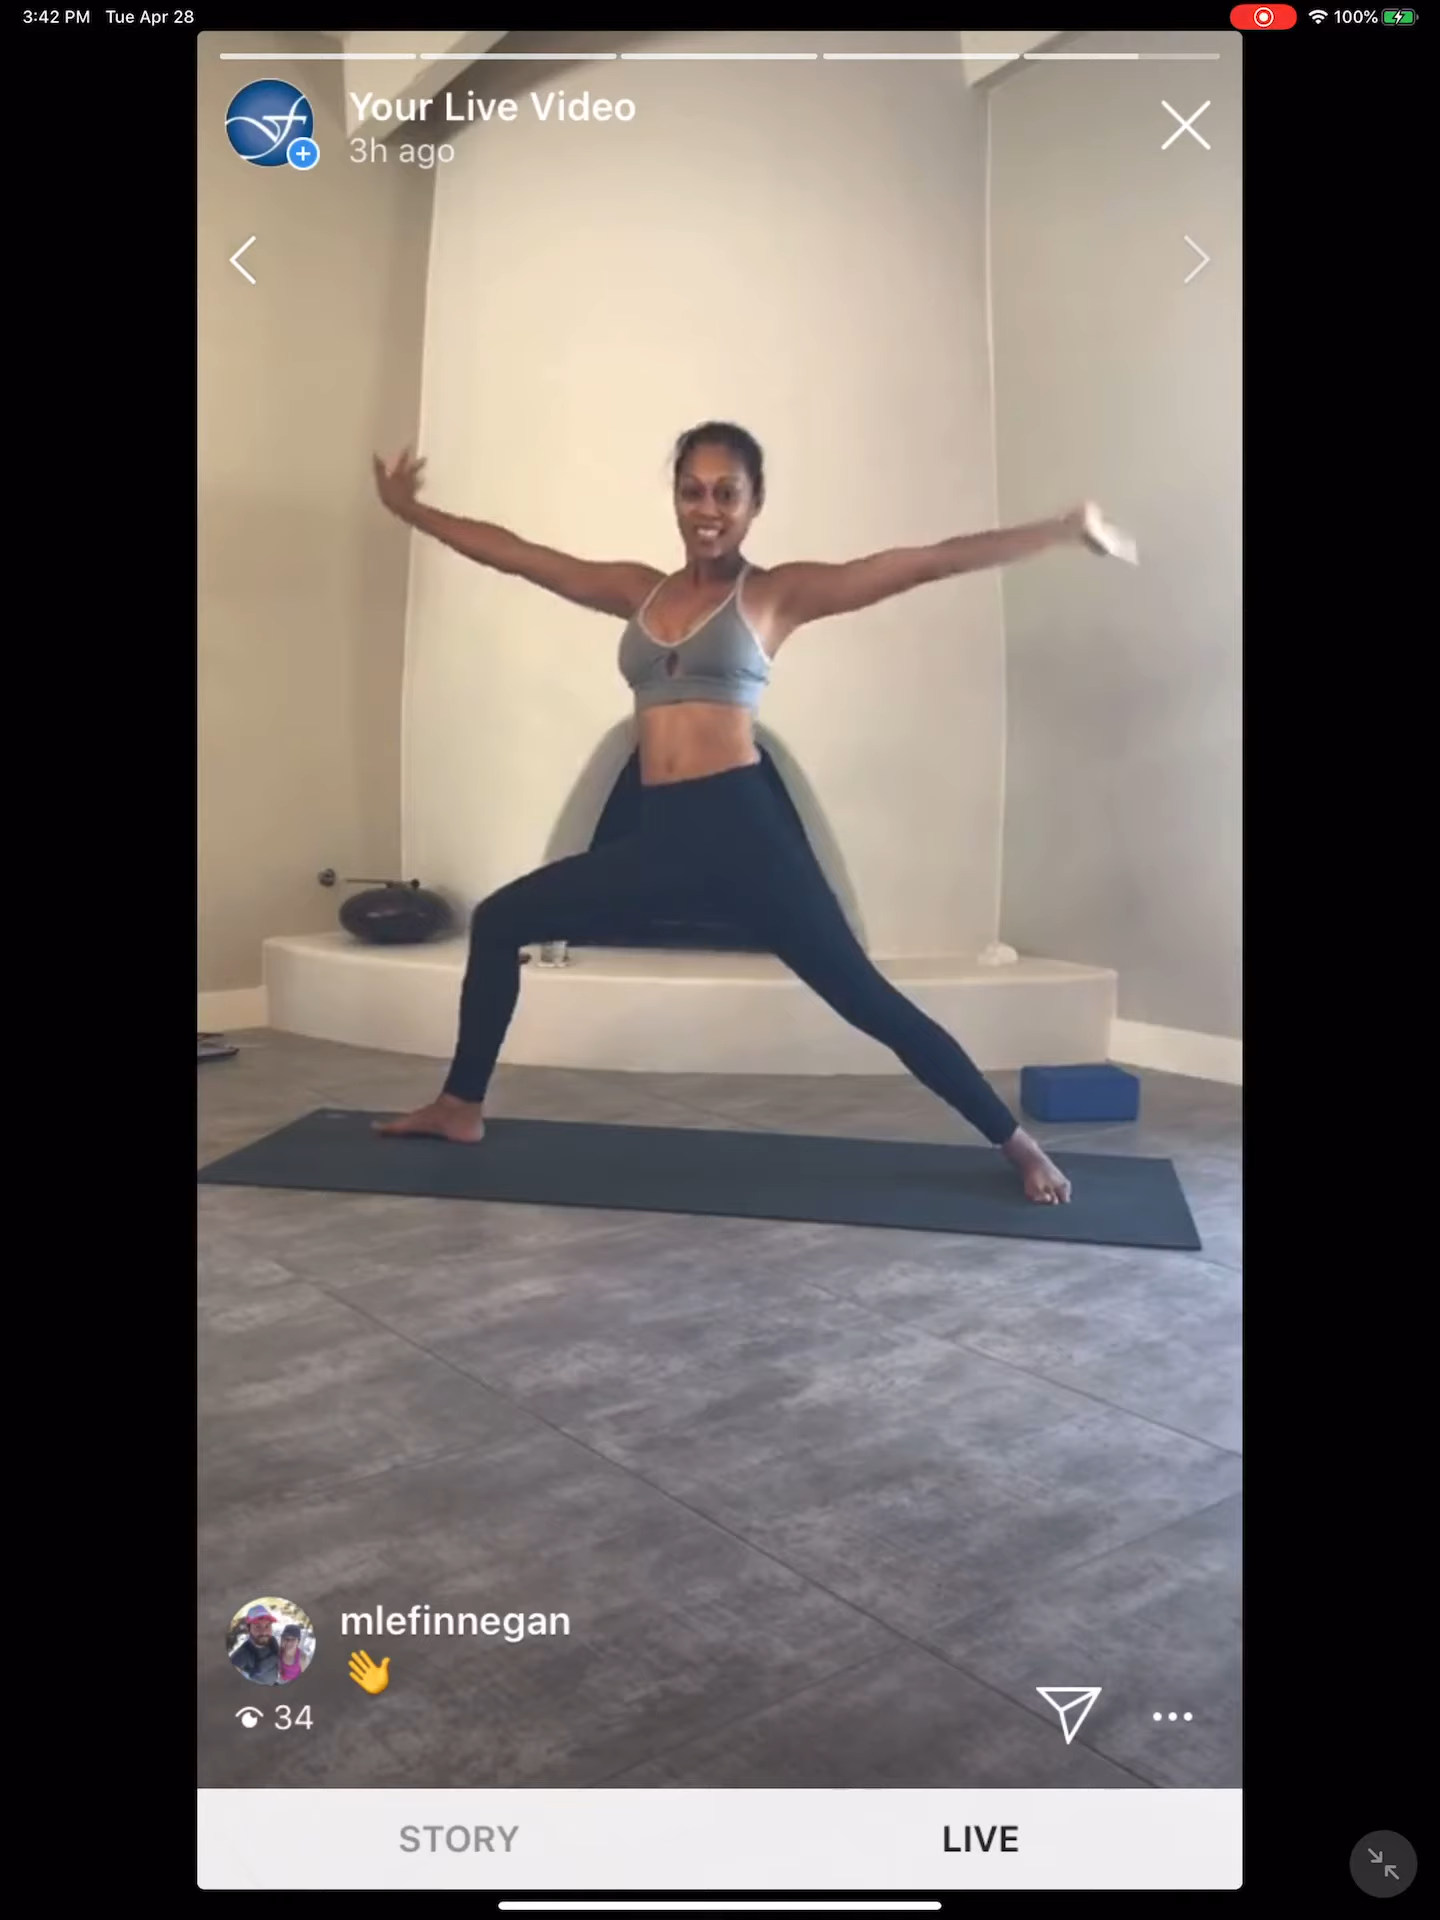 3:42 PM Tue Apr 28
100%
Your Live Video
3h ago
mlefinnegan
👋
34
STORY
LIVE